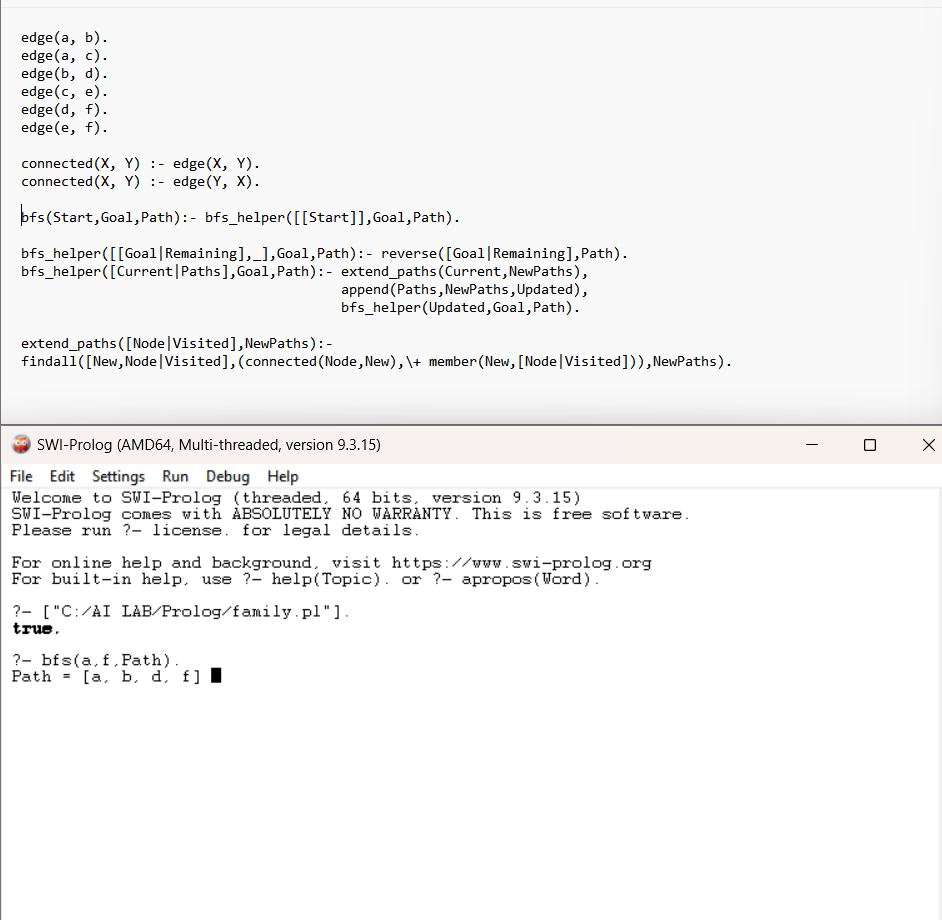 edge(a, b).
edge(a, c).
edge(b, d).
edge(c, e).
edge(d, f).
edge(e, f).
connected(X, Y) :- edge(X, Y).
connected(X, Y) :- edge(Y, X).
bfs(Start,Goal,Path):- bfs_helper([[Start]],Goal,Path).
bfs_helper([[Goal|Remaining],_],Goal,Path):- reverse([Goal|Remaining],Path).
bfs_helper([Current|Paths],Goal,Path):- extend_paths(Current,NewPaths),
append(Paths,NewPaths,Updated),
bfs_helper(Updated,Goal,Path).
extend_paths([Node|Visited],NewPaths):-
findall([New,Node|Visited],(connected(Node,New),\+ member(New,[Node|Visited])),NewPaths).
SWI-Prolog (AMD64, Multi-threaded, version 9.3.15)
File Edit Settings Run Debug Help
Welcome to SWI-Prolog (threaded, 64 bits, version 9.3.15)
SWI-Prolog comes with ABSOLUTELY NO WARRANTY. This is free software.
Please run ?- license. for legal details.
For online help and background, visit https://www.swi-prolog.org
For built-in help, use ?- help(Topic). or ?- apropos(Word).
?- ["C:/AI LAB/Prolog/family.pl"].
true.
?- bfs(a,f,Path).
Path = [a, b, d, f]